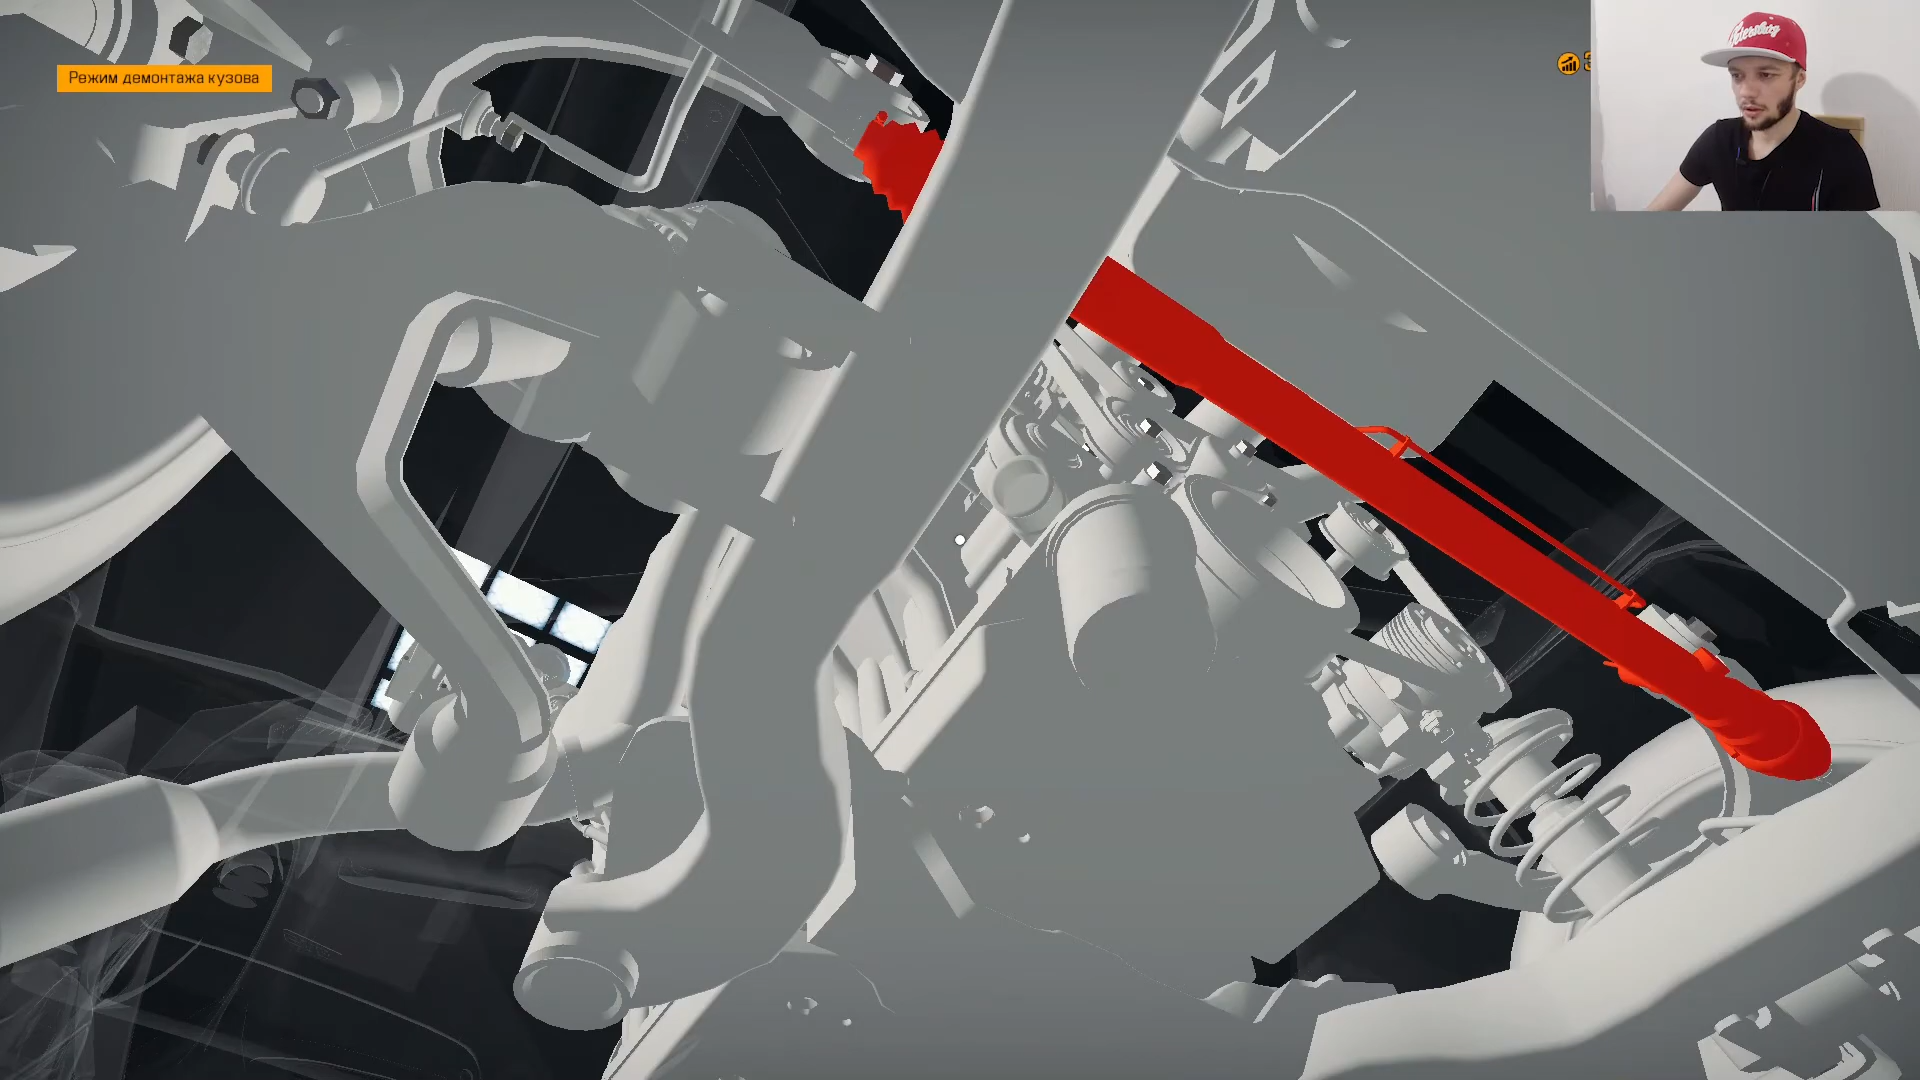 Режим демонтажа кузова